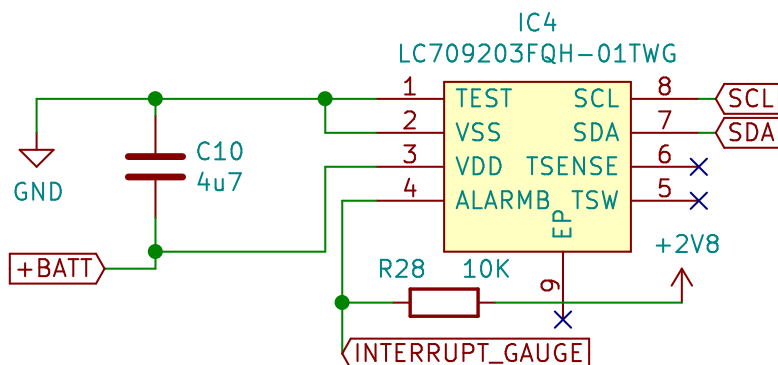 IC4
LC709203FQH-01TWG
1 TEST SCL 8 SCL
2 VSS SDA 7 SDA
3 VDD TSENSE 6
4 ALARMB TSW 5
EP
9
C10
4u7
GND
+BATT
+2V8
R28 10K
INTERRUPT_GAUGE